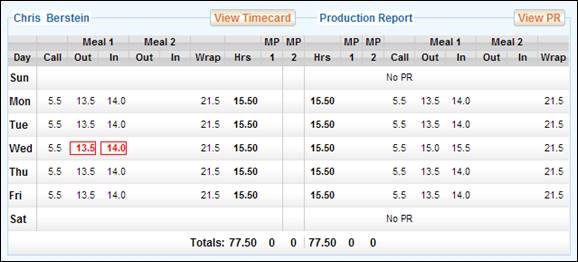 Chris Berstein View Timecard Production Report View PR
Meal 1 Meal 2 MP MP MP MP Meal 1 Meal 2
Day Call Out In Out In Wrap Hrs 1 2 Hrs 1 2 Call Out In Out In Wrap
Sun No PR
Mon 5.5 13.5 14.0 21.5 15.50 15.50 5.5 13.5 14.0 21.5
Tue 5.5 13.5 14.0 21.5 15.50 15.50 5.5 13.5 14.0 21.5
Wed 5.5 13.5 14.0 21.5 15.50 15.50 5.5 15.0 15.5 21.5
Thu 5.5 13.5 14.0 21.5 15.50 15.50 5.5 13.5 14.0 21.5
Fri 5.5 13.5 14.0 21.5 15.50 15.50 5.5 13.5 14.0 21.5
Sat No PR
Totals: 77.50 0 0 77.50 0 0